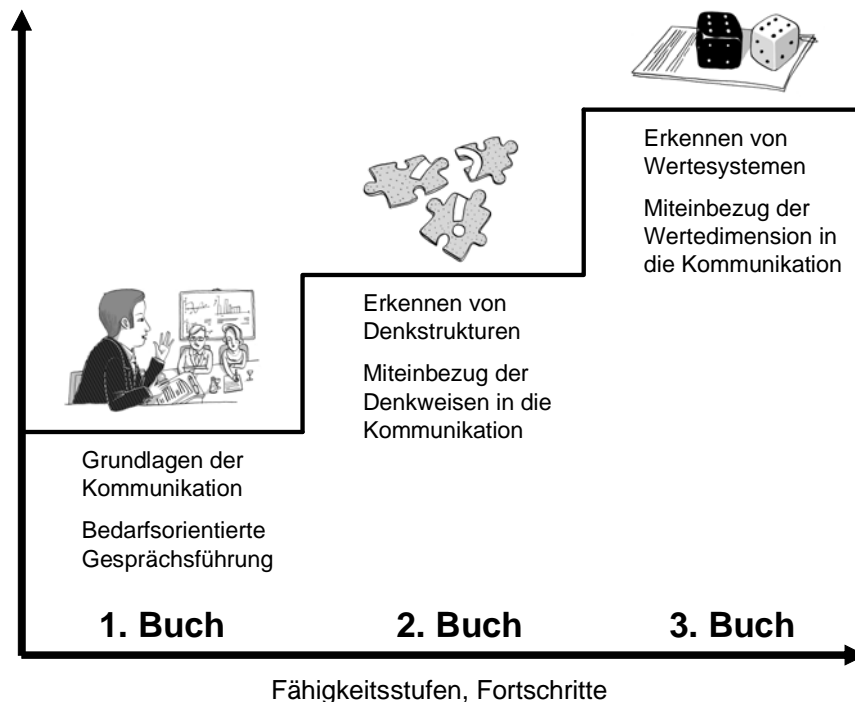 Erkennen von
Wertesystemen
Miteinbezug der
Wertedimension in
die Kommunikation
Erkennen von
Denkstrukturen
Miteinbezug der
Denkweisen in die
Kommunikation
Grundlagen der
Kommunikation
Bedarfsorientierte
Gesprächsführung
1. Buch
2. Buch
3. Buch
Fähigkeitsstufen, Fortschritte